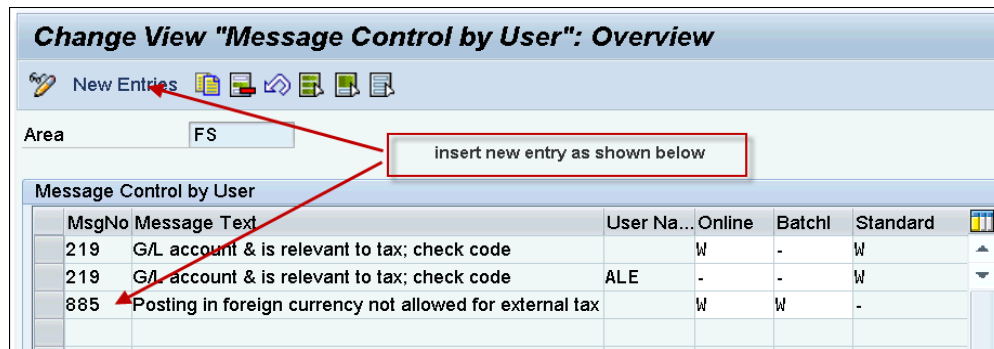 Change View "Message Control by User": Overview
New Entries
Area FS
insert new entry as shown below
Message Control by User
MsgNo Message Text User Na... Online BatchI Standard
219 G/L account & is relevant to tax; check code W - W
219 G/L account & is relevant to tax; check code ALE - - W
885 Posting in foreign currency not allowed for external tax W W -